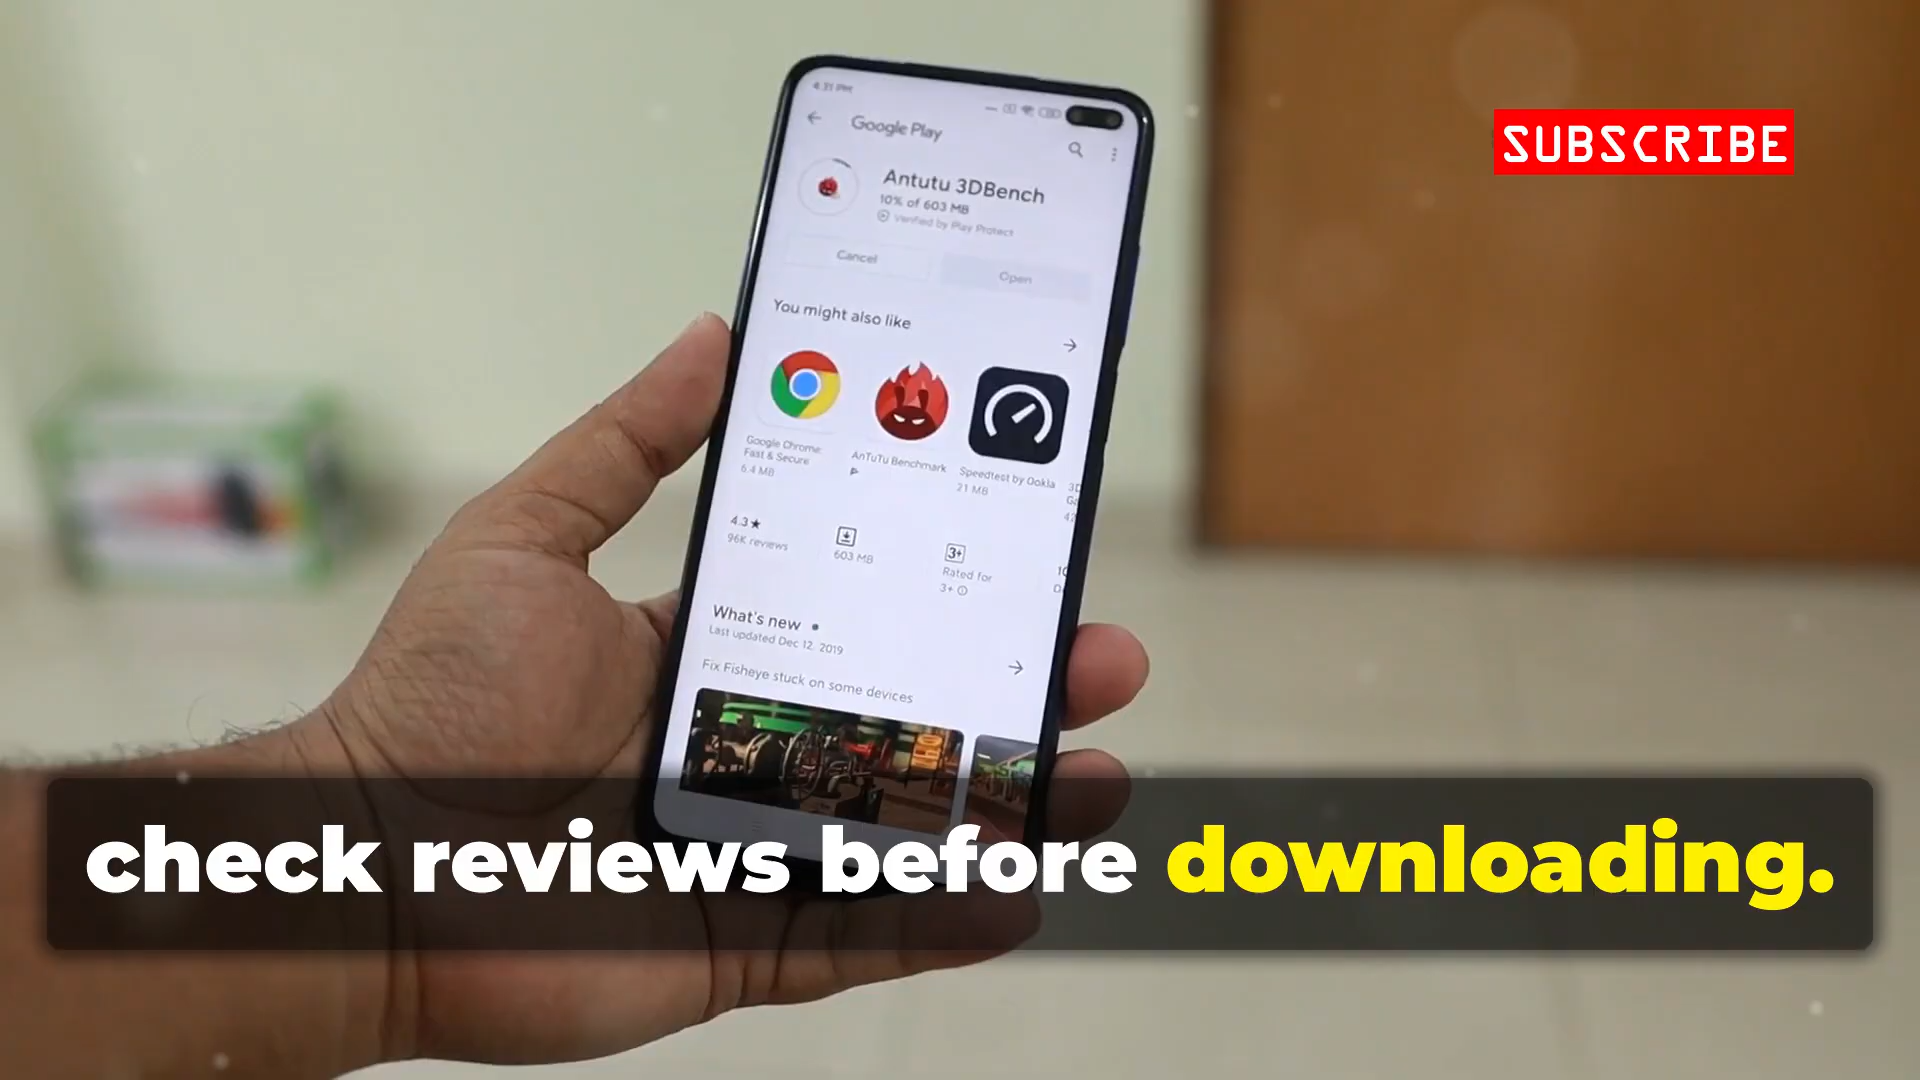 4:31 PM
Google Play
SUBSCRIBE
Antutu 3DBench
10% of 603 MB
Verified by Play Protect
Cancel
Open
You might also like
Google Chrome: Fast & Secure
6.4 MB
AnTuTu Benchmark
Speedtest by Ookla
21 MB
4.3★
96K reviews
603 MB
3+
Rated for
3+
What's new
Last updated Dec 12, 2019
Fix Fisheye stuck on some devices
check reviews before downloading.